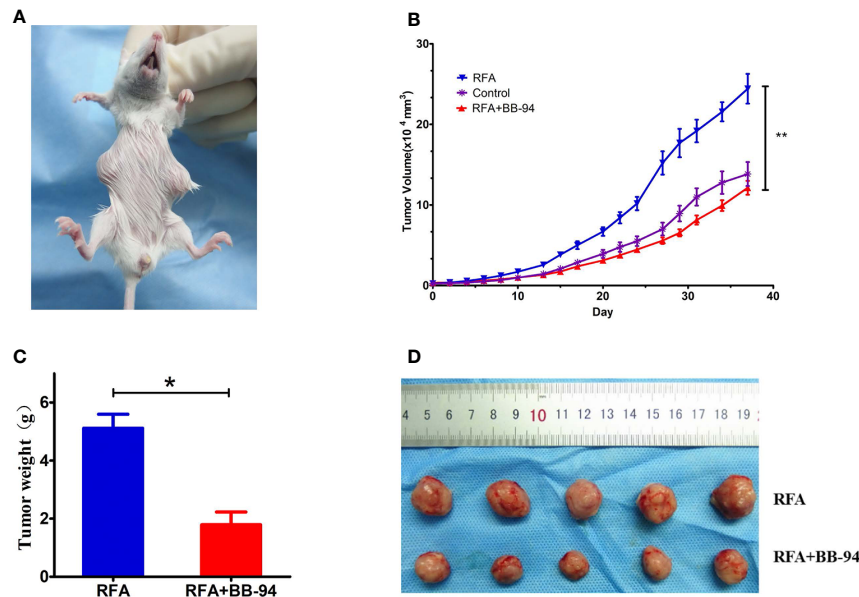 A
B
30
20
10
0
Tumor Volume(x10 ⁴ mm³)
RFA
Control
RFA+BB-94
**
0 10 20 30 40
Day
C
6
4
2
0
Tumor weight（g）
*
RFA RFA+BB-94
D
4 5 6 7 8 9 10 11 12 13 14 15 16 17 18 19
RFA
RFA+BB-94